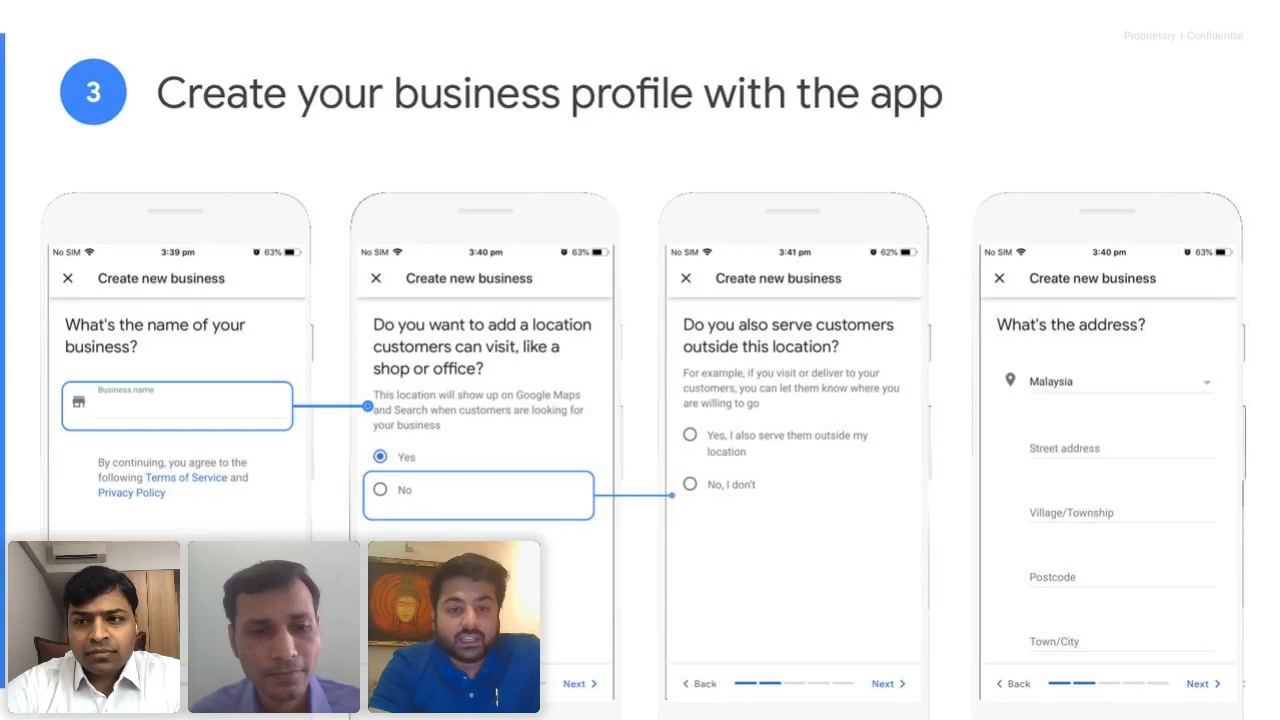 Proprietary + Confidential
3
Create your business profile with the app
No SIM
3:39 pm
63%
Create new business
What's the name of your
business?
Business name
By continuing, you agree to the
following Terms of Service and
Privacy Policy
No SIM
3:40 pm
63%
Create new business
Do you want to add a location
customers can visit, like a
shop or office?
This location will show up on Google Maps
and Search when customers are looking for
your business
Yes
No
Next
No SIM
3:41 pm
62%
Create new business
Do you also serve customers
outside this location?
For example, if you visit or deliver to your
customers, you can let them know where you
are willing to go
Yes, I also serve them outside my
location
No, I don't
Back
Next
No SIM
3:40 pm
63%
Create new business
What's the address?
Malaysia
Street address
Village/Township
Postcode
Town/City
Back
Next